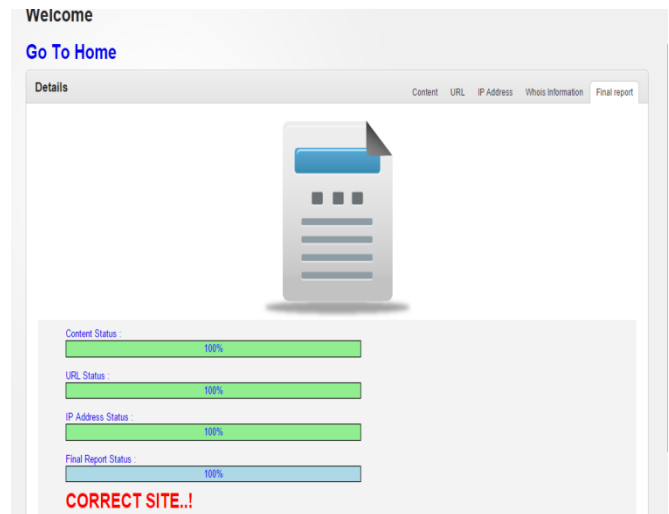 Welcome
Go To Home
Details
Content URL IP Address Whois Information Final report
Content Status :
100%
URL Status :
100%
IP Address Status :
100%
Final Report Status :
100%
CORRECT SITE..!